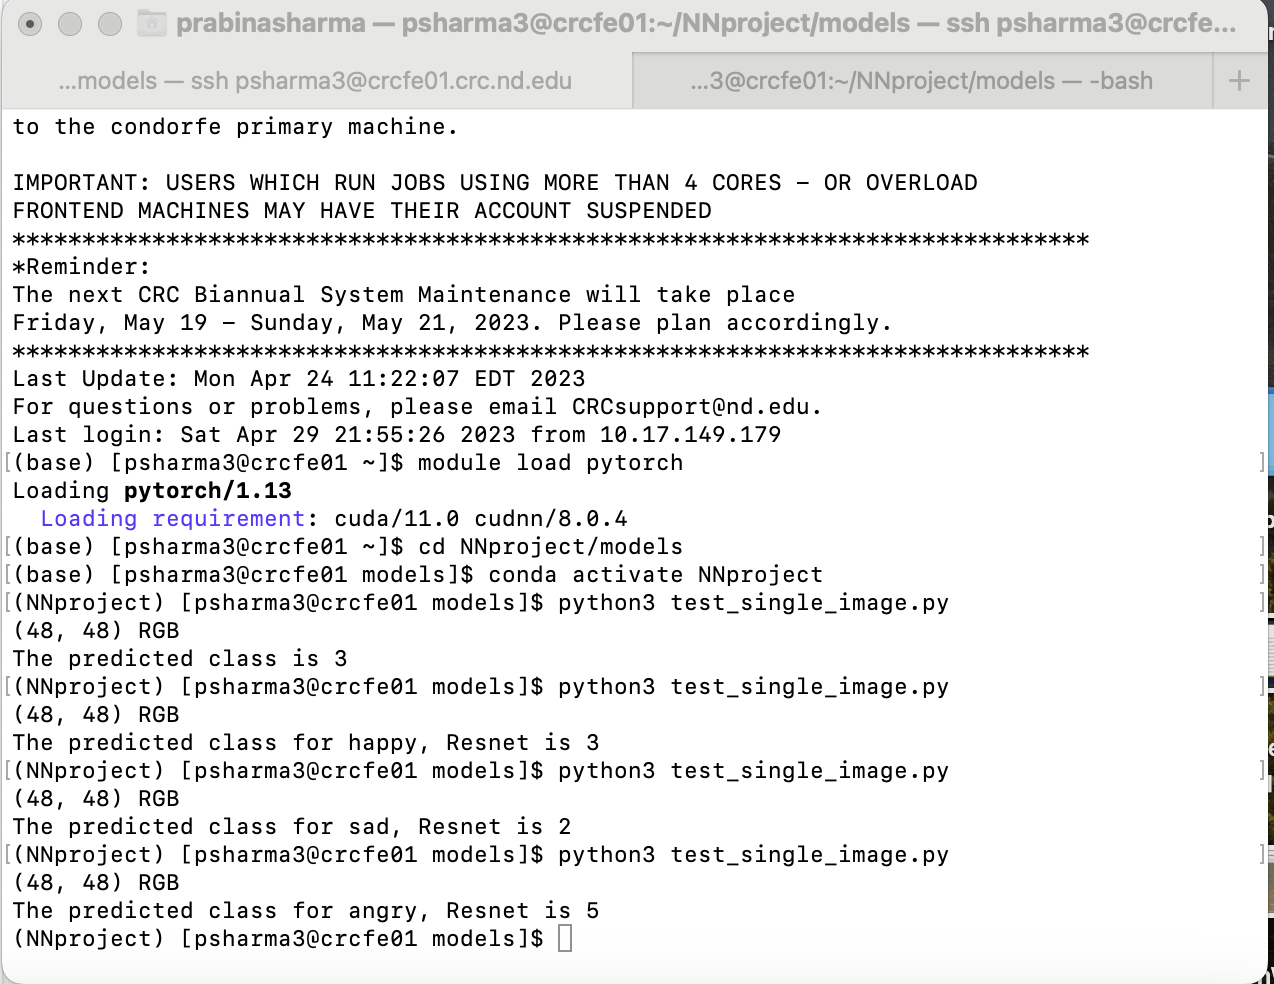 prabinasharma — psharma3@crcfe01:~/NNproject/models — ssh psharma3@crcfe...
...models — ssh psharma3@crcfe01.crc.nd.edu
...3@crcfe01:~/NNproject/models — -bash
+
to the condorfe primary machine.
IMPORTANT: USERS WHICH RUN JOBS USING MORE THAN 4 CORES – OR OVERLOAD
FRONTEND MACHINES MAY HAVE THEIR ACCOUNT SUSPENDED
*****************************************************************************
*Reminder:
The next CRC Biannual System Maintenance will take place
Friday, May 19 – Sunday, May 21, 2023. Please plan accordingly.
*****************************************************************************
Last Update: Mon Apr 24 11:22:07 EDT 2023
For questions or problems, please email CRCsupport@nd.edu.
Last login: Sat Apr 29 21:55:26 2023 from 10.17.149.179
[(base) [psharma3@crcfe01 ~]$ module load pytorch ]
Loading pytorch/1.13
Loading requirement: cuda/11.0 cudnn/8.0.4
[(base) [psharma3@crcfe01 ~]$ cd NNproject/models ]
[(base) [psharma3@crcfe01 models]$ conda activate NNproject ]
[(NNproject) [psharma3@crcfe01 models]$ python3 test_single_image.py ]
(48, 48) RGB
The predicted class is 3
[(NNproject) [psharma3@crcfe01 models]$ python3 test_single_image.py ]
(48, 48) RGB
The predicted class for happy, Resnet is 3
[(NNproject) [psharma3@crcfe01 models]$ python3 test_single_image.py ]
(48, 48) RGB
The predicted class for sad, Resnet is 2
[(NNproject) [psharma3@crcfe01 models]$ python3 test_single_image.py ]
(48, 48) RGB
The predicted class for angry, Resnet is 5
(NNproject) [psharma3@crcfe01 models]$